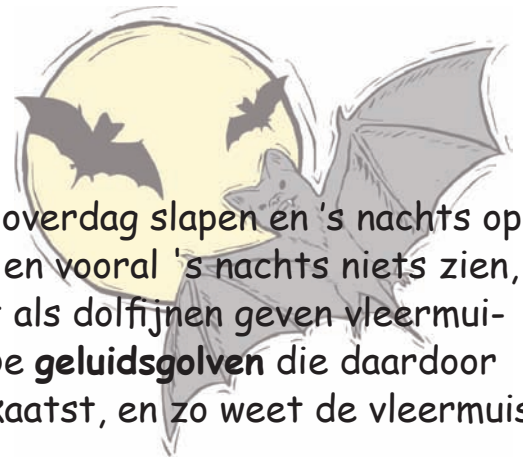 overdag slapen en 's nachts op
en vooral 's nachts niets zien,
als dolfijnen geven vleermui-
geluidsgolven die daardoor
kaatst, en zo weet de vleermuis